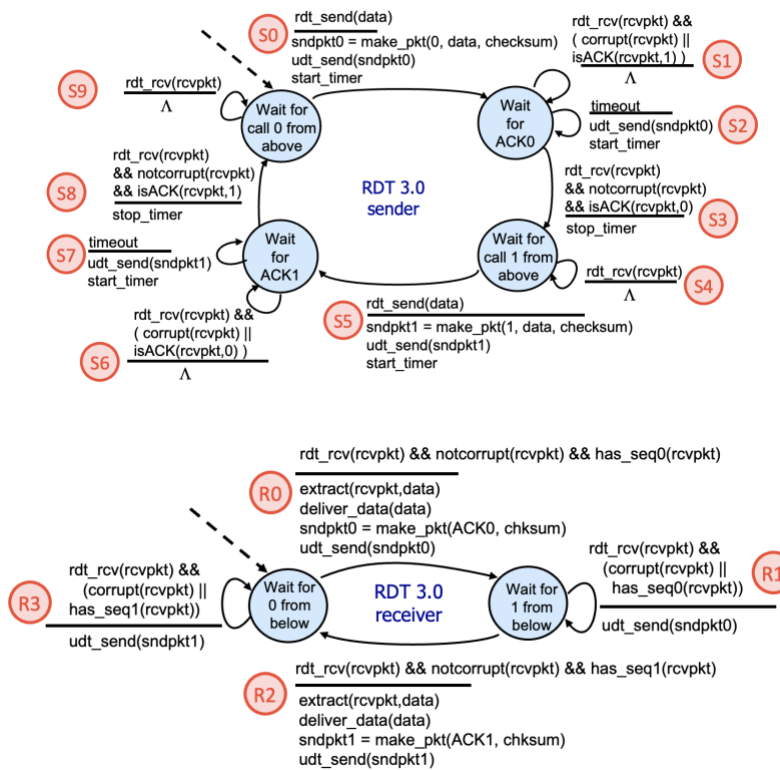 S0
rdt_send(data)
sndpkt0 = make_pkt(0, data, checksum)
udt_send(sndpkt0)
start_timer
rdt_rcv(rcvpkt) &&
( corrupt(rcvpkt) ||
isACK(rcvpkt,1) )
Λ
S1
S9
rdt_rcv(rcvpkt)
Λ
Wait for
call 0 from
above
Wait
for
ACK0
timeout
udt_send(sndpkt0)
start_timer
S2
S8
rdt_rcv(rcvpkt)
&& notcorrupt(rcvpkt)
&& isACK(rcvpkt,1)
stop_timer
RDT 3.0
sender
rdt_rcv(rcvpkt)
&& notcorrupt(rcvpkt)
&& isACK(rcvpkt,0)
stop_timer
S3
S7
timeout
udt_send(sndpkt1)
start_timer
Wait
for
ACK1
Wait for
call 1 from
above
rdt_rcv(rcvpkt)
Λ
S4
S5
rdt_send(data)
sndpkt1 = make_pkt(1, data, checksum)
udt_send(sndpkt1)
start_timer
S6
rdt_rcv(rcvpkt) &&
( corrupt(rcvpkt) ||
isACK(rcvpkt,0) )
Λ
R0
rdt_rcv(rcvpkt) && notcorrupt(rcvpkt) && has_seq0(rcvpkt)
extract(rcvpkt,data)
deliver_data(data)
sndpkt0 = make_pkt(ACK0, chksum)
udt_send(sndpkt0)
R3
rdt_rcv(rcvpkt) &&
(corrupt(rcvpkt) ||
has_seq1(rcvpkt))
udt_send(sndpkt1)
Wait for
0 from
below
RDT 3.0
receiver
Wait for
1 from
below
rdt_rcv(rcvpkt) &&
(corrupt(rcvpkt) ||
has_seq0(rcvpkt))
udt_send(sndpkt0)
R1
R2
rdt_rcv(rcvpkt) && notcorrupt(rcvpkt) && has_seq1(rcvpkt)
extract(rcvpkt,data)
deliver_data(data)
sndpkt1 = make_pkt(ACK1, chksum)
udt_send(sndpkt1)